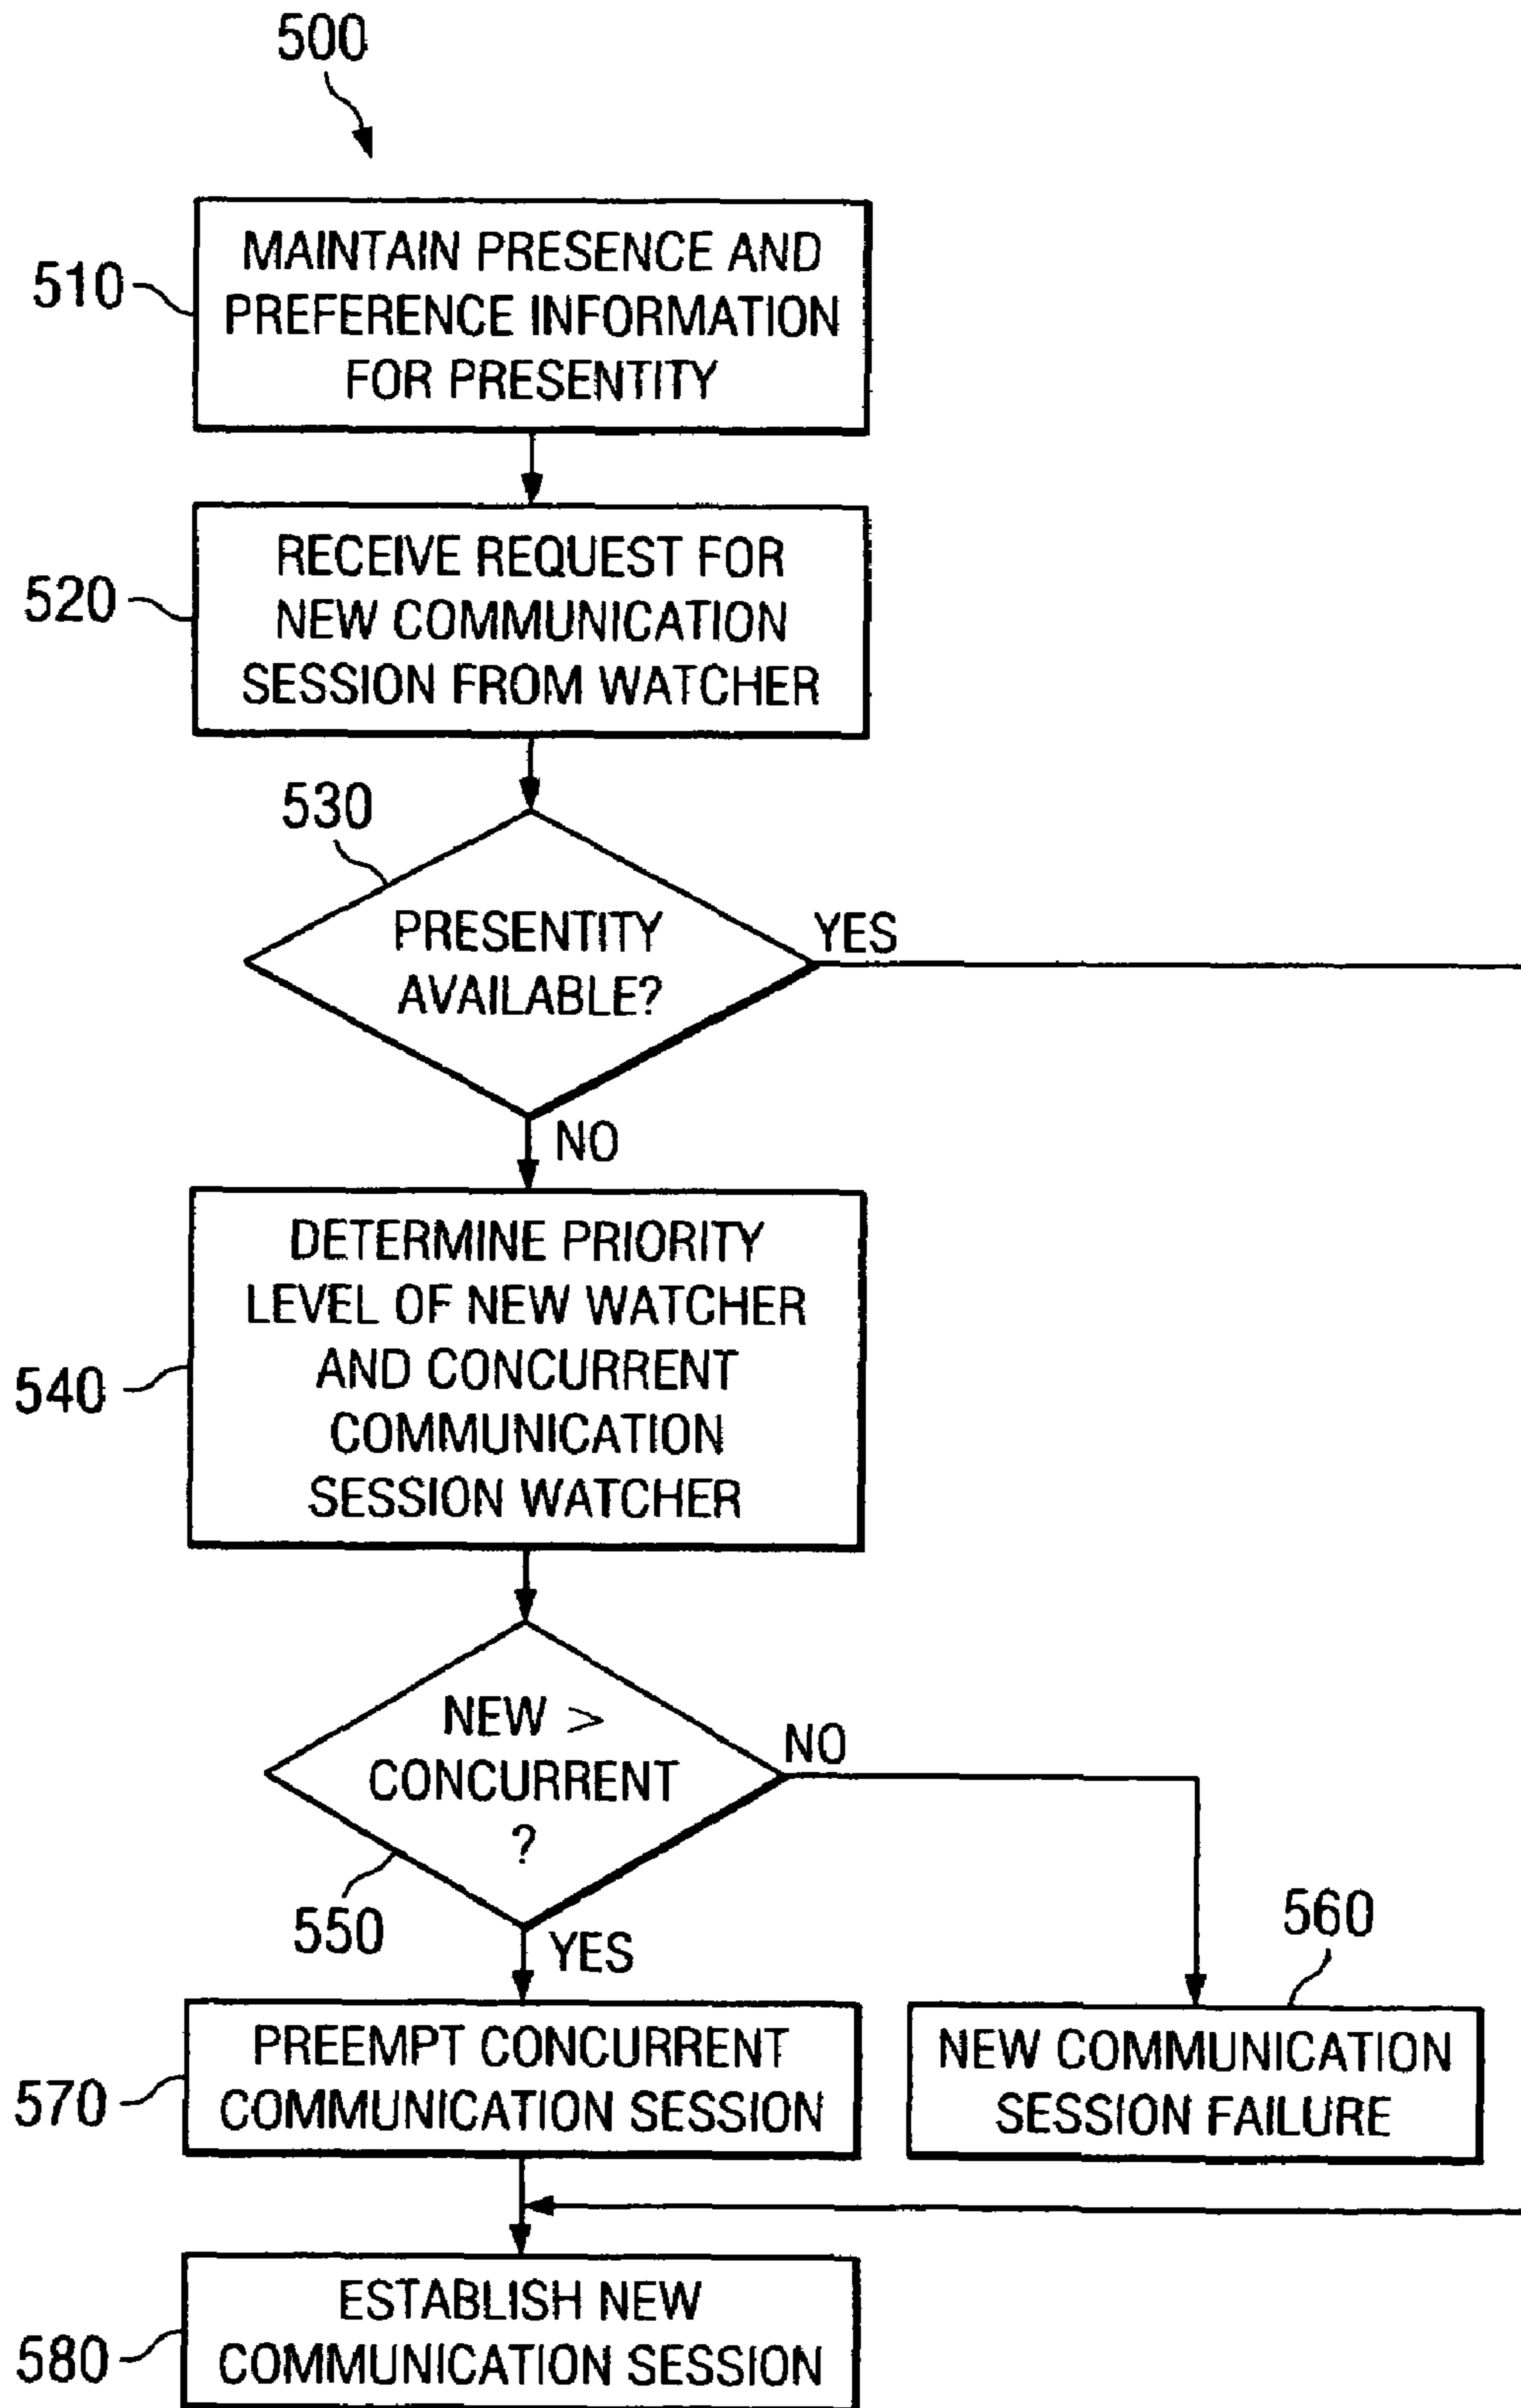 500
510
MAINTAIN PRESENCE AND
PREFERENCE INFORMATION
FOR PRESENTITY
520
RECEIVE REQUEST FOR
NEW COMMUNICATION
SESSION FROM WATCHER
530
PRESENTITY
AVAILABLE?
YES
NO
540
DETERMINE PRIORITY
LEVEL OF NEW WATCHER
AND CONCURRENT
COMMUNICATION
SESSION WATCHER
NEW >
CONCURRENT
?
NO
550
YES
560
570
PREEMPT CONCURRENT
COMMUNICATION SESSION
NEW COMMUNICATION
SESSION FAILURE
580
ESTABLISH NEW
COMMUNICATION SESSION